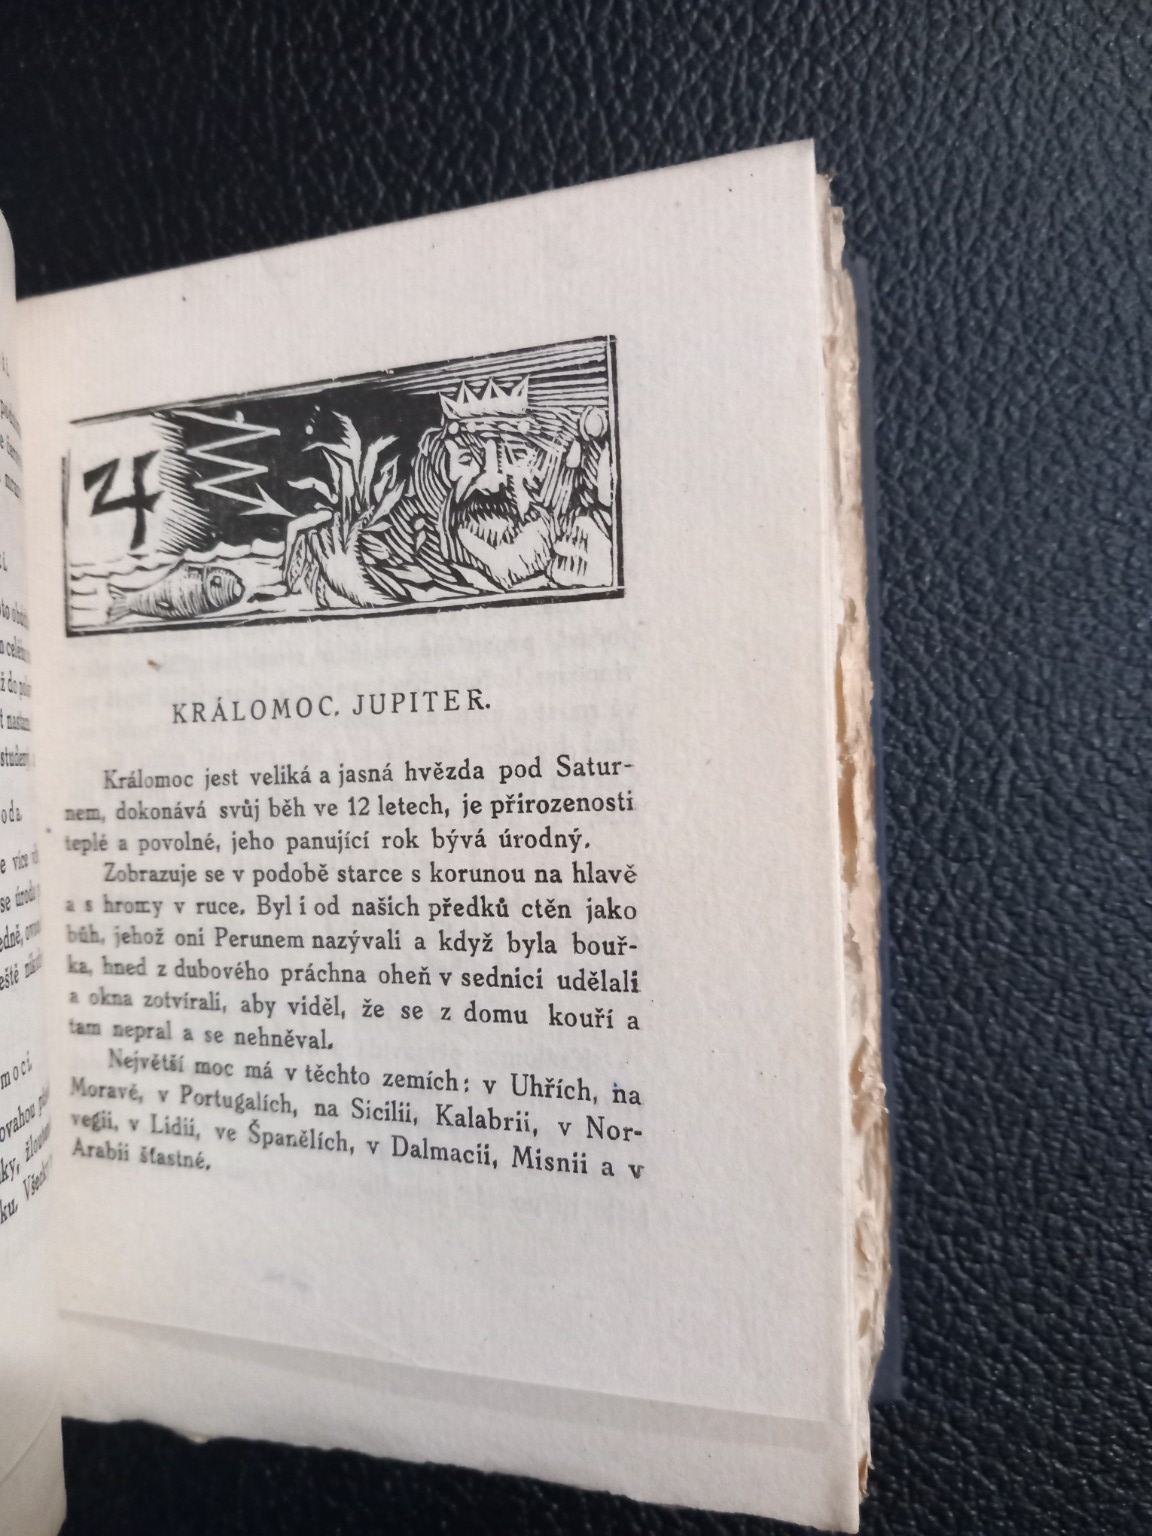 KRÁLOMOC. JUPITER.
Královmoc jest veliká a jasná hvězda pod Satur-
nem, dokonává svůj běh ve 12 letech, je přirozenosti
teplé a povolné, jeho panující rok bývá úrodný.
Zobrazuje se v podobě starce s korunou na hlavě
a s hromy v ruce. Byl i od našich předků ctěn jako
bůh, jehož oni Perunem nazývali a když byla bouř-
ka, hned z dubového práchna oheň v sednici udělali
a okna zotvírali, aby viděl, že se z domu kouří a
tam nepral a se nehněval.
Největší moc má v těchto zemích: v Uhřích, na
Moravě, v Portugalích, na Sicilii, Kalabrii, v Nor-
vegii, v Lidii, ve Španělích, v Dalmacii, Misnii a v
Arabii šťastné.